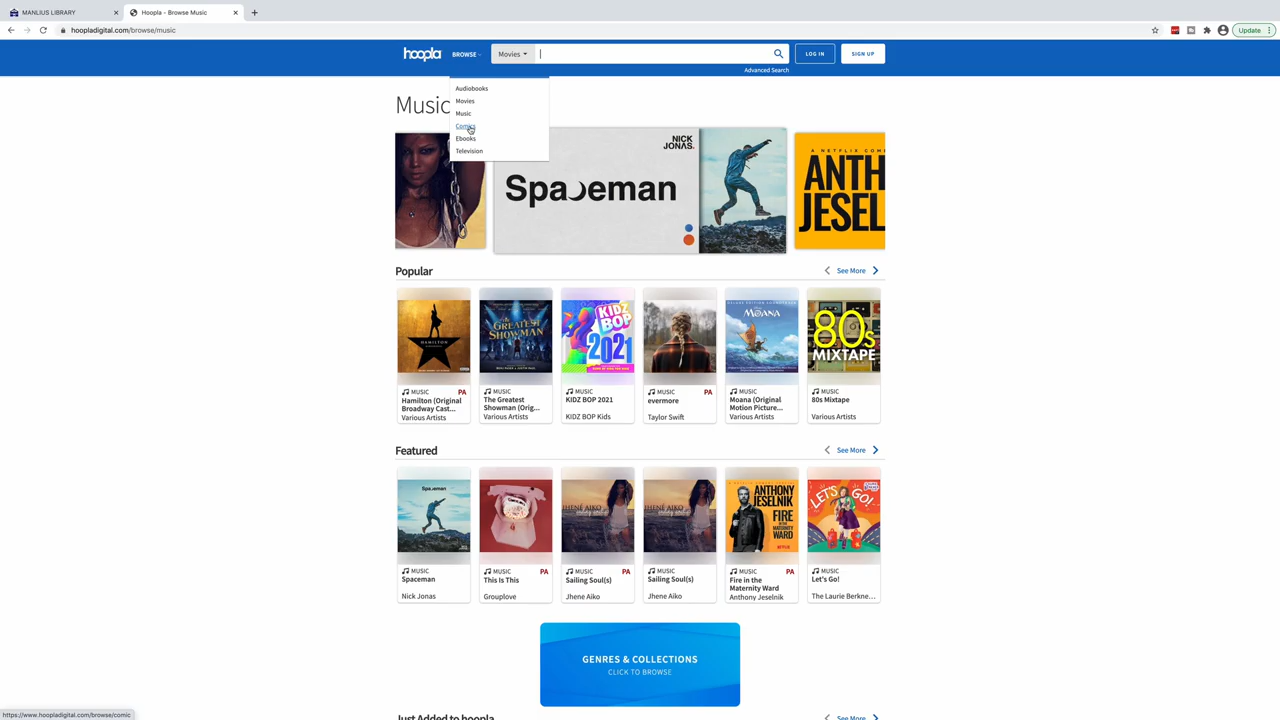 MANLIUS LIBRARY
Hoopla - Browse Music
hoopladigital.com/browse/music
Update
hoopla
BROWSE
Movies
LOG IN
SIGN UP
Advanced Search
Audiobooks
Movies
Music
Comics
Ebooks
Television
Music
NICK
JONAS.
Spaceman
A NETFLIX COME
ANTH
JESEL
Popular
See More
MUSIC PA
Hamilton (Original
Broadway Cast...
Various Artists
MUSIC
The Greatest
Showman (Orig...
Various Artists
MUSIC
KIDZ BOP 2021
KIDZ BOP Kids
MUSIC PA
evermore
Taylor Swift
MUSIC
Moana (Original
Motion Picture...
Various Artists
MUSIC
80s Mixtape
Various Artists
HAMILTON
THE
GREATEST
SHOWMAN
KIDZ
BOP
2021
MOANA
80s
MIXTAPE
Featured
See More
Spaceman
ANTHONY
JESELNIK
FIRE
IN THE
MATERNITY
WARD
NETFLIX
LET'S
GO!
MUSIC
Spaceman
Nick Jonas
MUSIC PA
This Is This
Grouplove
MUSIC PA
Sailing Soul(s)
Jhene Aiko
MUSIC
Sailing Soul(s)
Jhene Aiko
MUSIC PA
Fire in the
Maternity Ward
Anthony Jeselnik
MUSIC
Let's Go!
The Laurie Berkne...
GENRES & COLLECTIONS
CLICK TO BROWSE
Just Added to hoopla
See More
https://www.hoopladigital.com/browse/comic